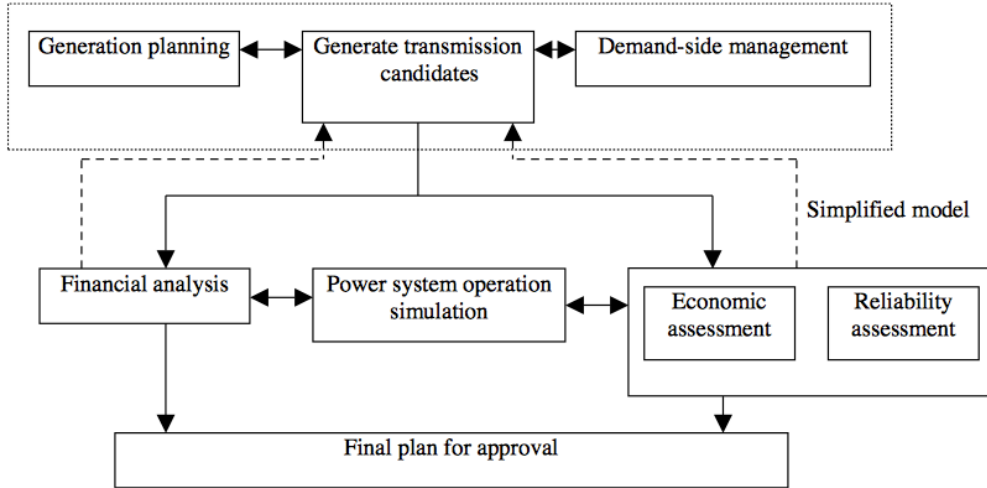 Generation planning
Generate transmission
candidates
Demand-side management
Simplified model
Financial analysis
Power system operation
simulation
Economic
assessment
Reliability
assessment
Final plan for approval